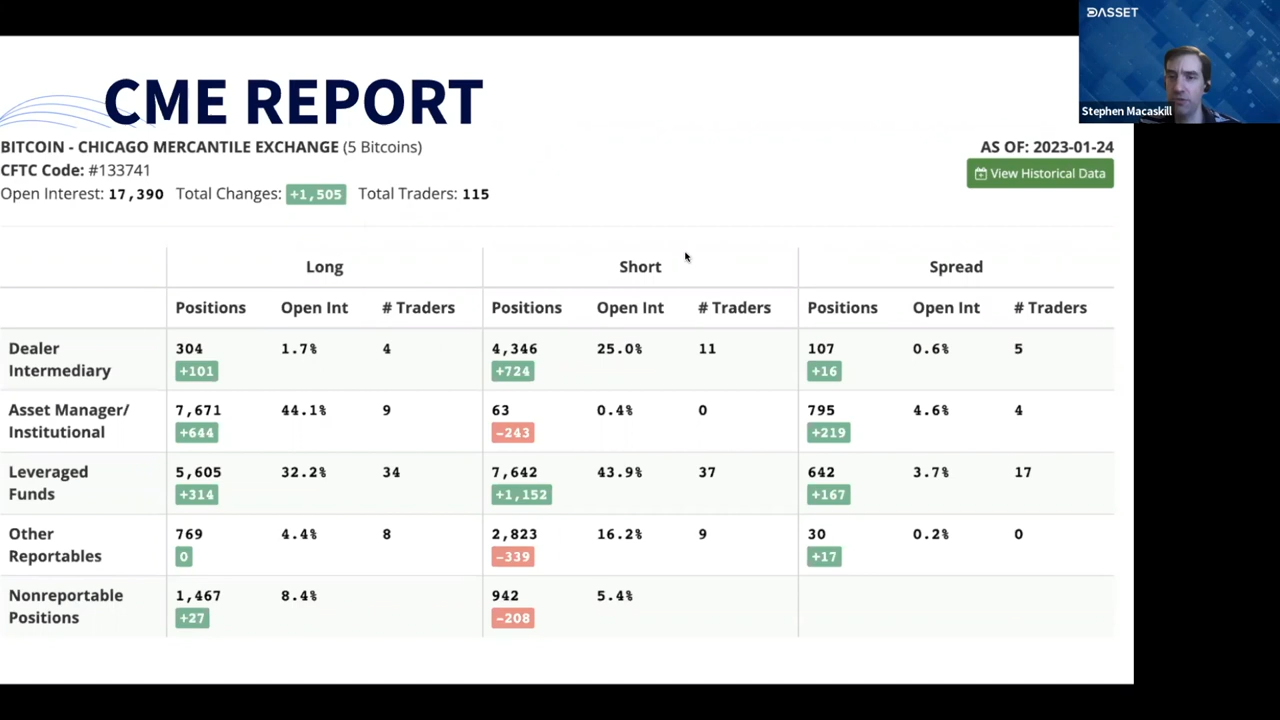 DASSET
Stephen Macaskill
CME REPORT
BITCOIN - CHICAGO MERCANTILE EXCHANGE (5 Bitcoins)
AS OF: 2023-01-24
CFTC Code: #133741
View Historical Data
Open Interest: 17,390 Total Changes: +1,505 Total Traders: 115
Long Short Spread
Positions Open Int # Traders Positions Open Int # Traders Positions Open Int # Traders
Dealer Intermediary 304 1.7% 4 4,346 25.0% 11 107 0.6% 5
+101 +724 +16
Asset Manager/ Institutional 7,671 44.1% 9 63 0.4% 0 795 4.6% 4
+644 -243 +219
Leveraged Funds 5,605 32.2% 34 7,642 43.9% 37 642 3.7% 17
+314 +1,152 +167
Other Reportables 769 4.4% 8 2,823 16.2% 9 30 0.2% 0
0 -339 +17
Nonreportable Positions 1,467 8.4% 942 5.4%
+27 -208